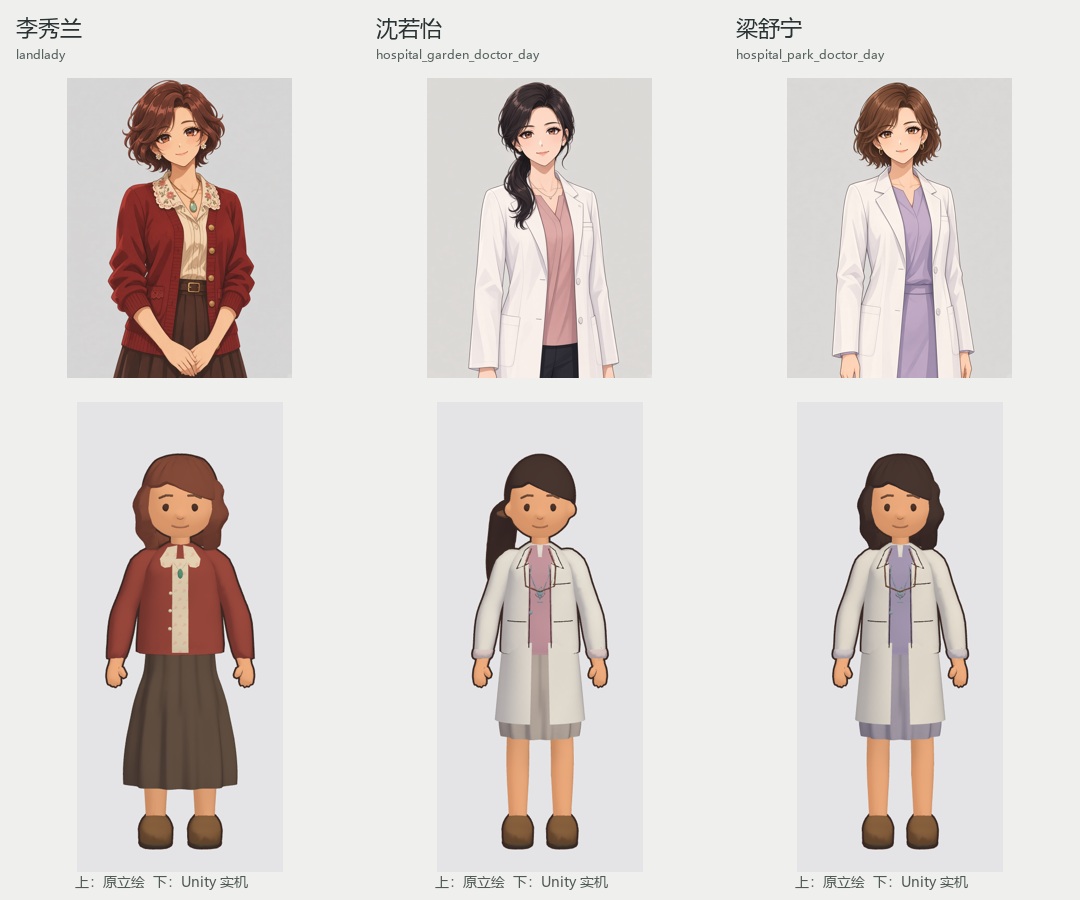 李秀兰
landlady
沈若怡
hospital_garden_doctor_day
梁舒宁
hospital_park_doctor_day
上：原立绘 下：Unity 实机
上：原立绘 下：Unity 实机
上：原立绘 下：Unity 实机